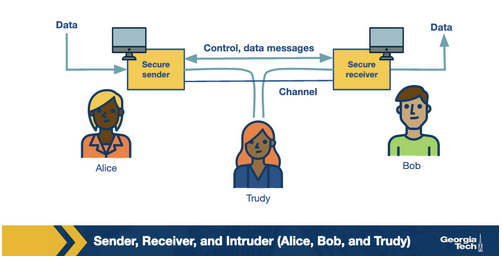 Data
Data
Control, data messages
Secure
sender
Secure
receiver
Channel
Alice
Bob
Trudy
Sender, Receiver, and Intruder (Alice, Bob, and Trudy)
Georgia
Tech